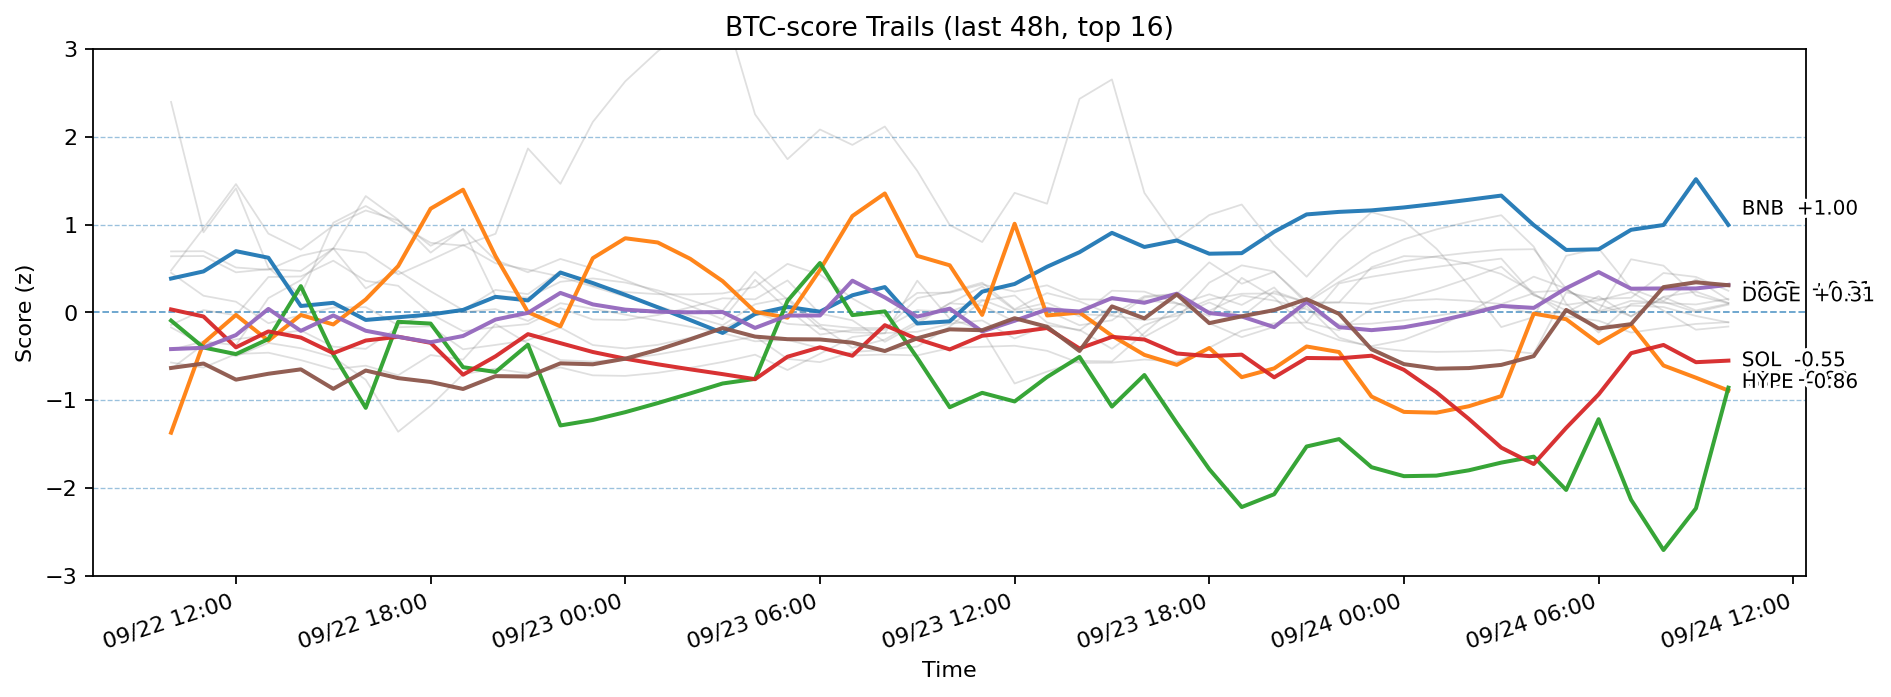 BTC-score Trails (last 48h, top 16)
Score (z)
3
2
1
0
−1
−2
−3
BNB +1.00
DOGE +0.31
SOL -0.55
HYPE -0.86
09/22 12:00
09/22 18:00
09/23 00:00
09/23 06:00
09/23 12:00
09/23 18:00
09/24 00:00
09/24 06:00
09/24 12:00
Time